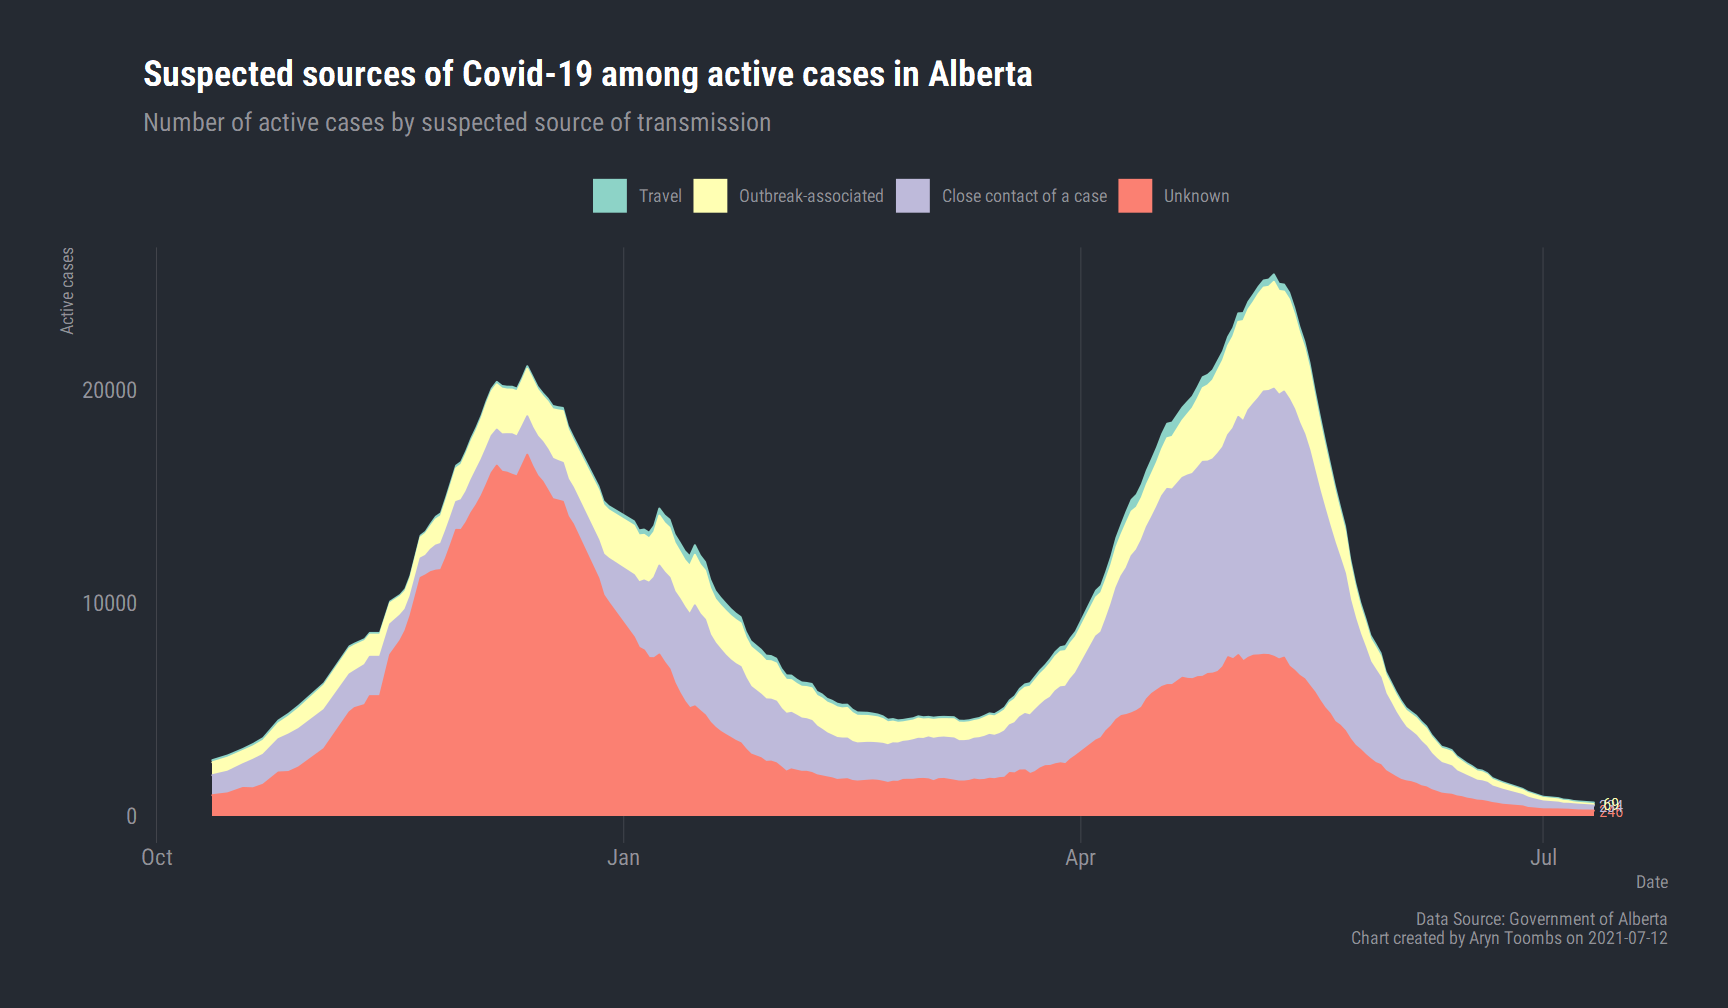 Suspected sources of Covid-19 among active cases in Alberta
Number of active cases by suspected source of transmission
Travel Outbreak-associated Close contact of a case Unknown
Active cases
20000
10000
0
69
246
Oct Jan Apr Jul
Date
Data Source: Government of Alberta
Chart created by Aryn Toombs on 2021-07-12